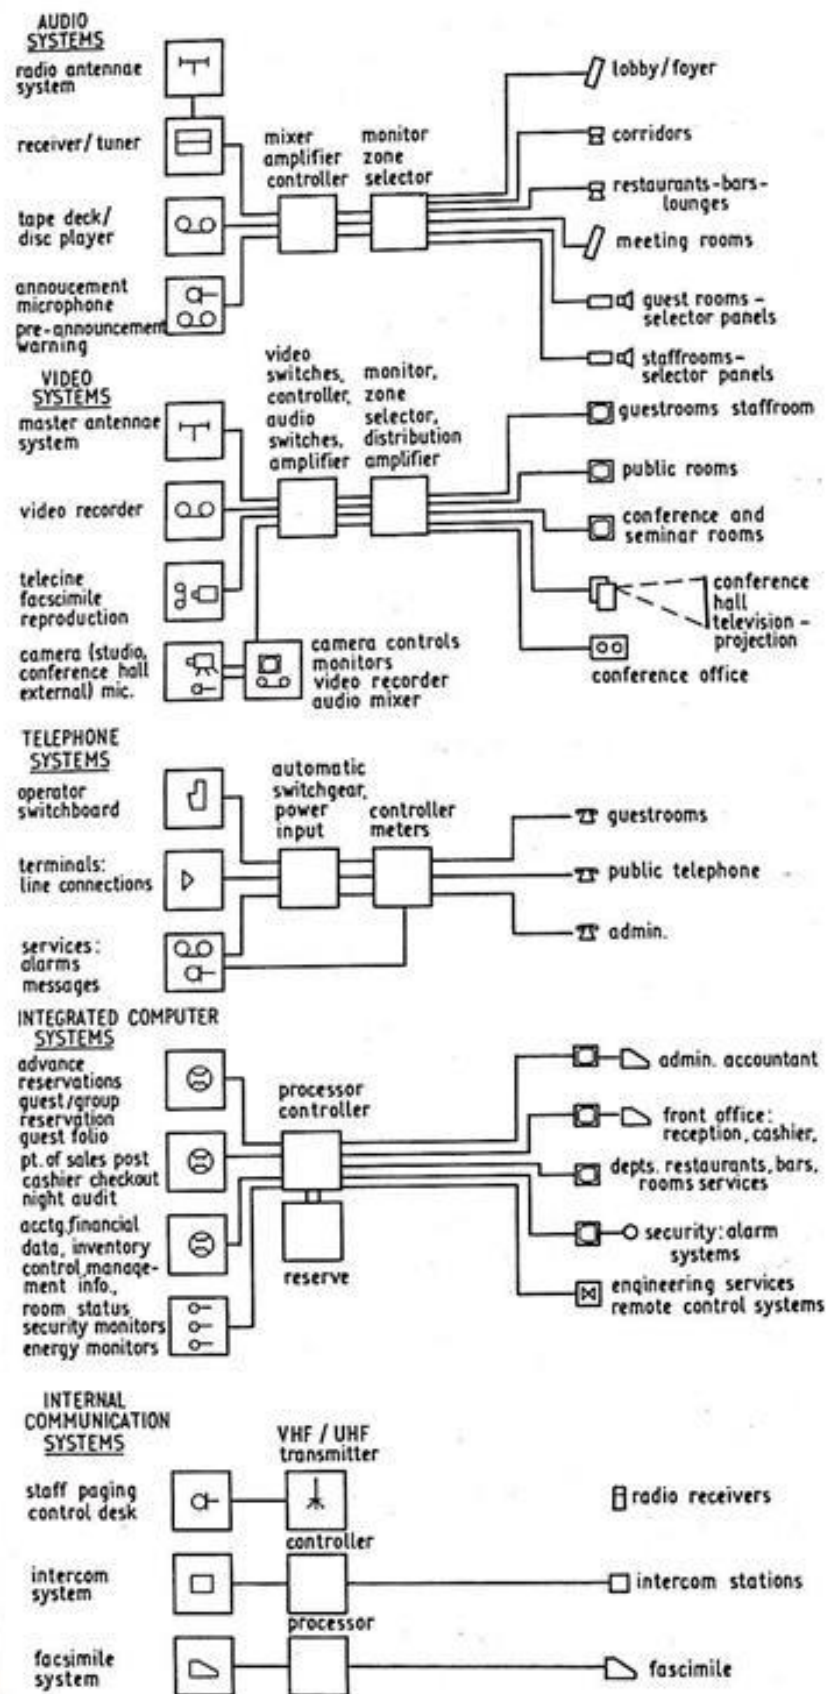 AUDIO
SYSTEMS
radio antennae
system
receiver/tuner
tape deck/
disc player
annoucement
microphone
pre-announcement
warning
mixer
amplifier
controller
monitor
zone
selector
lobby/foyer
corridors
restaurants-bars-
lounges
meeting rooms
guest rooms -
selector panels
staffrooms -
selector panels
VIDEO
SYSTEMS
master antennae
system
video recorder
telecine
facscimile
reproduction
camera (studio,
conference hall
external) mic.
video
switches,
controller,
audio
switches,
amplifier
monitor,
zone
selector,
distribution
amplifier
camera controls
monitors
video recorder
audio mixer
guestrooms staffroom
public rooms
conference and
seminar rooms
conference
hall
television -
projection
conference office
TELEPHONE
SYSTEMS
operator
switchboard
terminals:
line connections
services:
alarms
messages
automatic
switchgear,
power
input
controller
meters
guestrooms
public telephone
admin.
INTEGRATED COMPUTER
SYSTEMS
advance
reservations
guest/group
reservation
guest folio
pt. of sales post
cashier checkout
night audit
acctg,financial
data, inventory
control,manage-
ment info.,
room status
security monitors
energy monitors
processor
controller
reserve
admin. accountant
front office:
reception, cashier,
depts. restaurants, bars,
rooms services
security: alarm
systems
engineering services
remote control systems
INTERNAL
COMMUNICATION
SYSTEMS
staff paging
control desk
intercom
system
facsimile
system
VHF / UHF
transmitter
controller
processor
radio receivers
intercom stations
fascimile